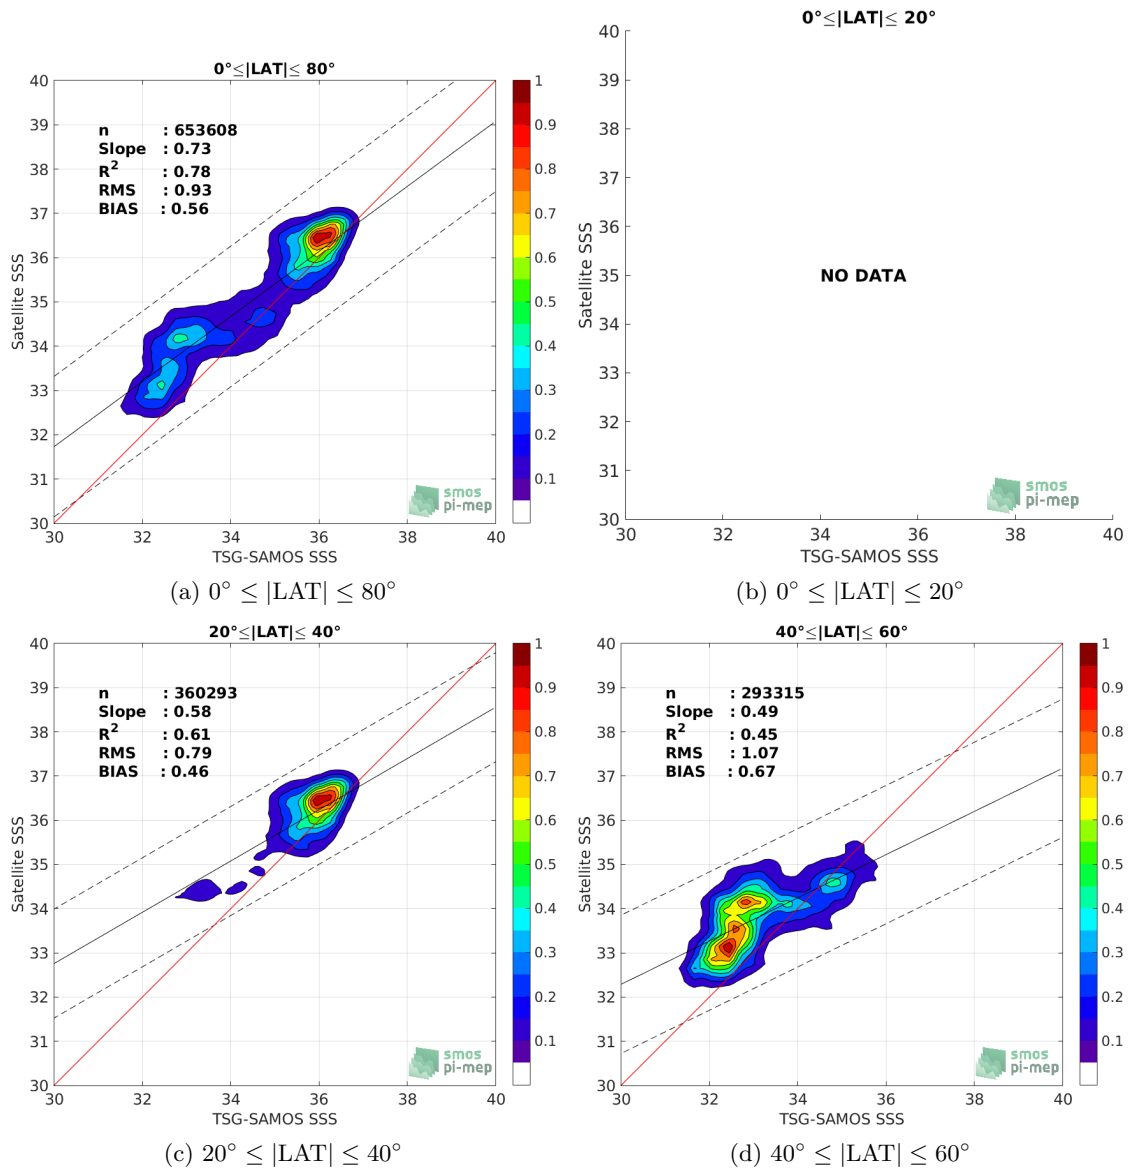 0°≤|LAT|≤ 80°
40
39
38
37
36
35
34
33
32
31
30
Satellite SSS
n : 653608
Slope : 0.73
R² : 0.78
RMS : 0.93
BIAS : 0.56
smos
pi-mep
30 32 34 36 38 40
TSG-SAMOS SSS
1
0.9
0.8
0.7
0.6
0.5
0.4
0.3
0.2
0.1
(a) 0° ≤ |LAT| ≤ 80°
0°≤|LAT|≤ 20°
40
39
38
37
36
35
34
33
32
31
30
Satellite SSS
NO DATA
smos
pi-mep
30 32 34 36 38 40
TSG-SAMOS SSS
(b) 0° ≤ |LAT| ≤ 20°
20°≤|LAT|≤ 40°
40
39
38
37
36
35
34
33
32
31
30
Satellite SSS
n : 360293
Slope : 0.58
R² : 0.61
RMS : 0.79
BIAS : 0.46
smos
pi-mep
30 32 34 36 38 40
TSG-SAMOS SSS
1
0.9
0.8
0.7
0.6
0.5
0.4
0.3
0.2
0.1
(c) 20° ≤ |LAT| ≤ 40°
40°≤|LAT|≤ 60°
40
39
38
37
36
35
34
33
32
31
30
Satellite SSS
n : 293315
Slope : 0.49
R² : 0.45
RMS : 1.07
BIAS : 0.67
smos
pi-mep
30 32 34 36 38 40
TSG-SAMOS SSS
1
0.9
0.8
0.7
0.6
0.5
0.4
0.3
0.2
0.1
(d) 40° ≤ |LAT| ≤ 60°